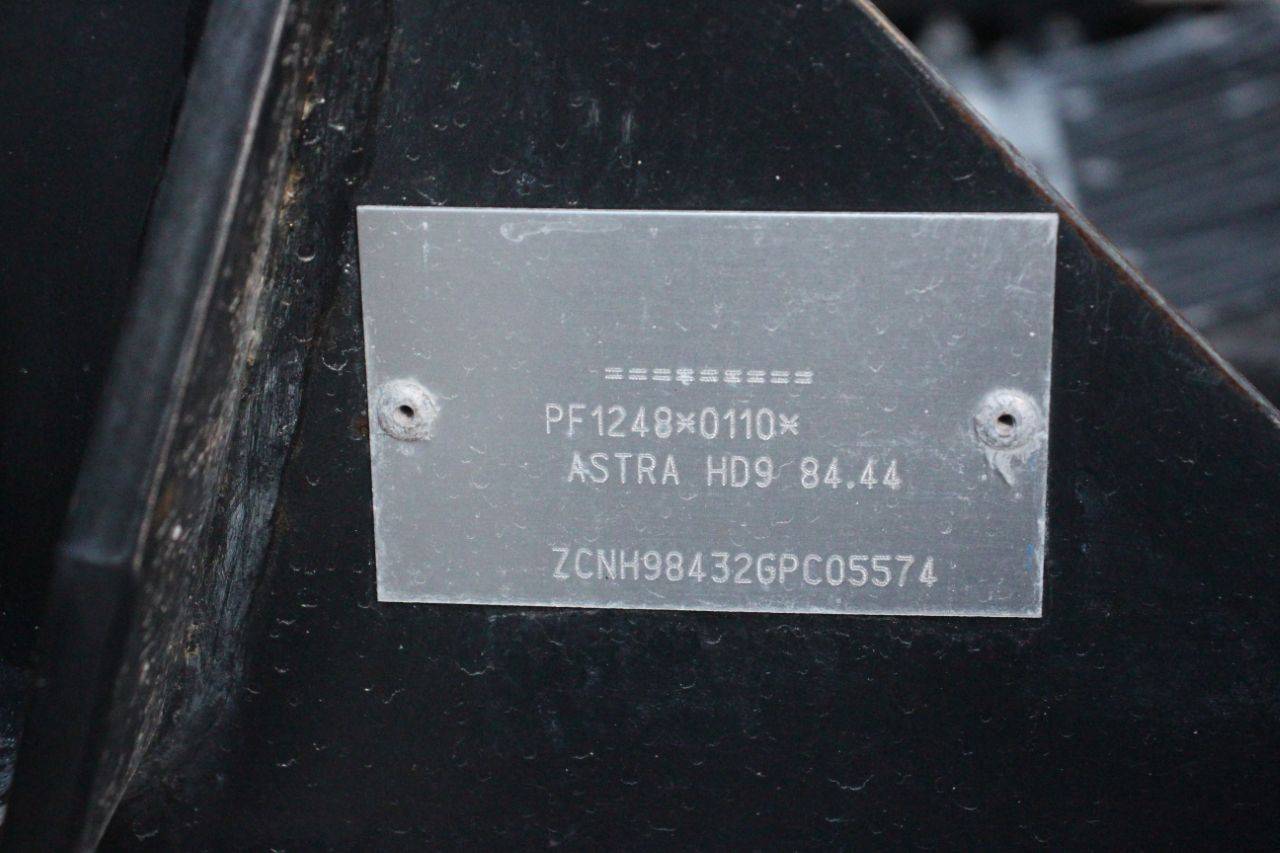 =========
PF1248*0110*
ASTRA HD9 84.44
ZCNH98432GPC05574